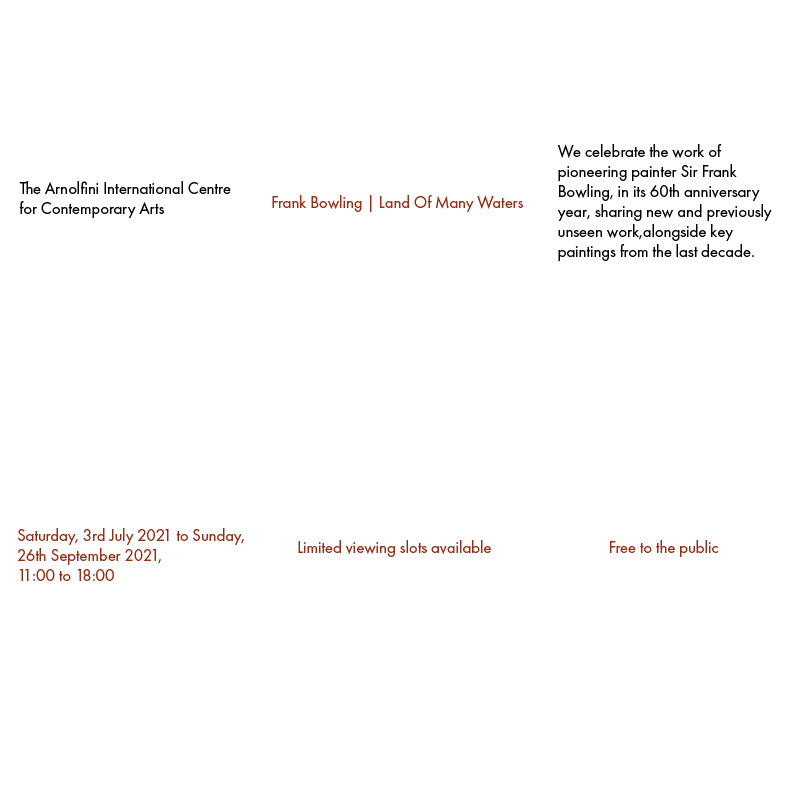 The Arnolfini International Centre
for Contemporary Arts
Frank Bowling | Land Of Many Waters
We celebrate the work of
pioneering painter Sir Frank
Bowling, in its 60th anniversary
year, sharing new and previously
unseen work,alongside key
paintings from the last decade.
Saturday, 3rd July 2021 to Sunday,
26th September 2021,
11:00 to 18:00
Limited viewing slots available
Free to the public